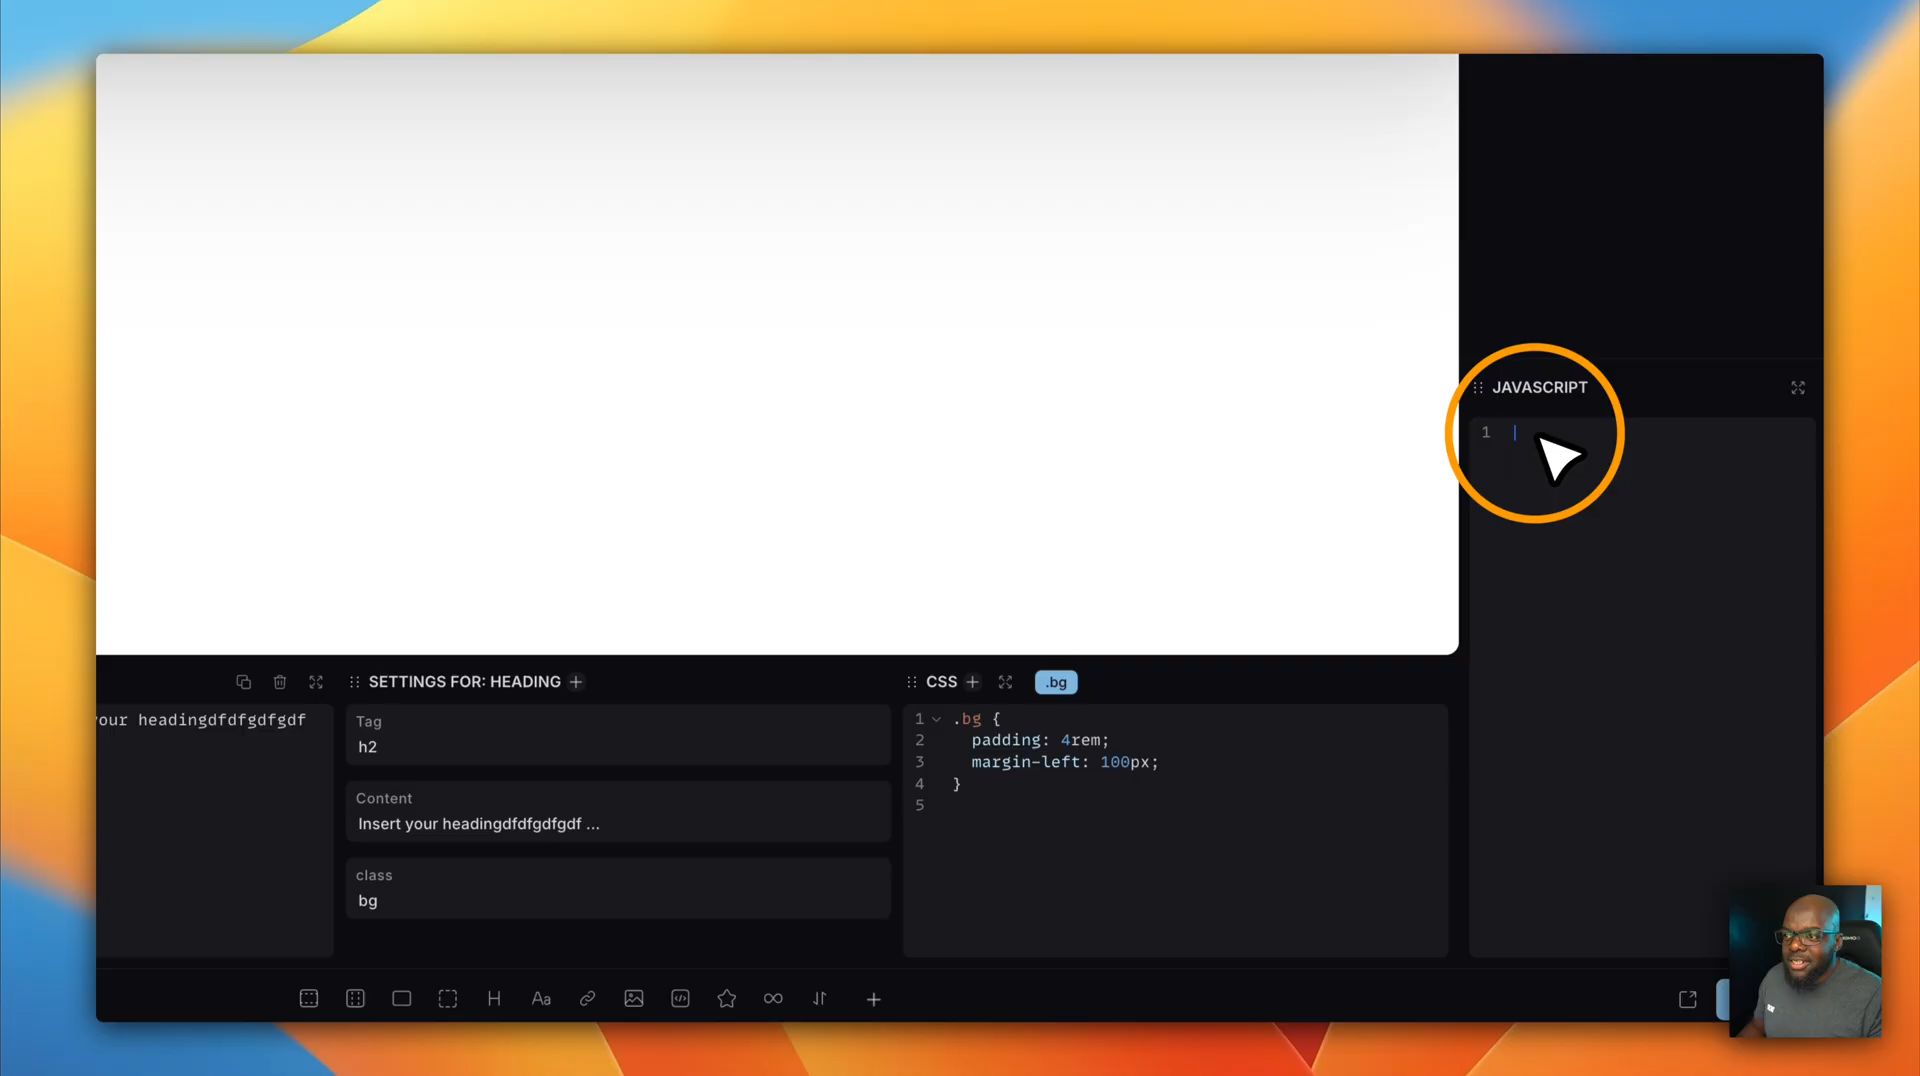 JAVASCRIPT
1
SETTINGS FOR: HEADING
CSS
.bg
our headingdfdfgdfgdf
Tag
h2
Content
Insert your headingdfdfgdfgdf ...
class
bg
1 .bg {
2 padding: 4rem;
3 margin-left: 100px;
4 }
5
H
Aa